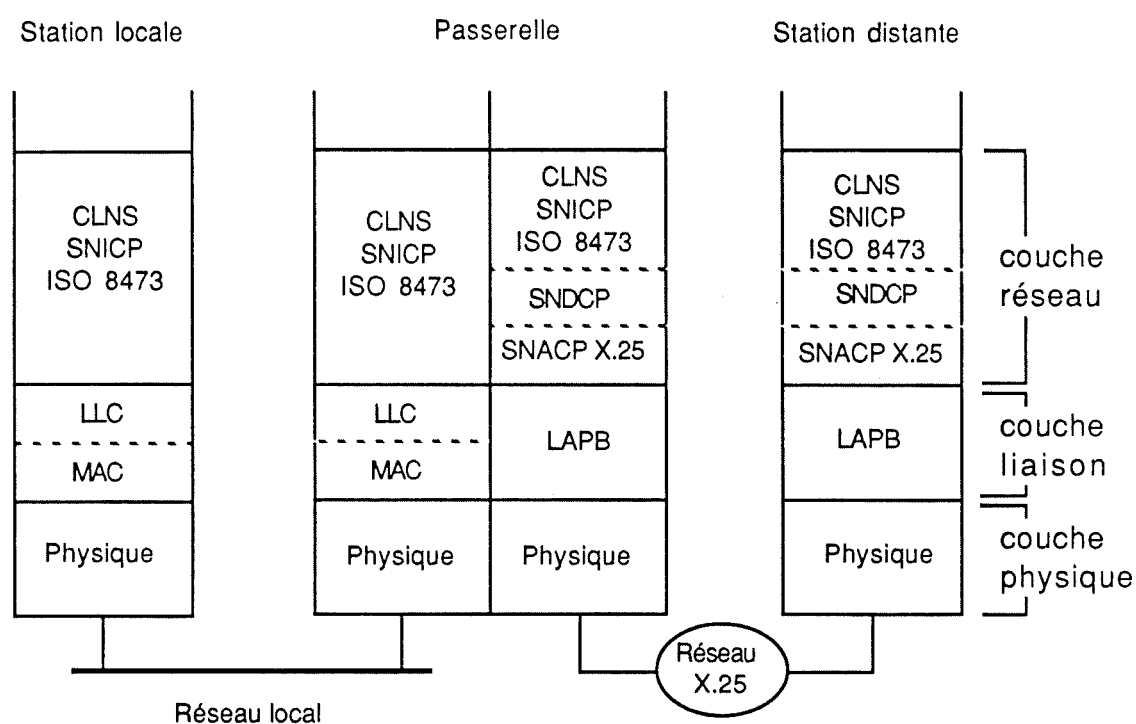 Station locale
Passerelle
Station distante
CLNS
SNICP
ISO 8473
LLC
MAC
Physique
CLNS
SNICP
ISO 8473
LLC
MAC
Physique
CLNS
SNICP
ISO 8473
SNDCP
SNACP X.25
LAPB
Physique
CLNS
SNICP
ISO 8473
SNDCP
SNACP X.25
LAPB
Physique
couche
réseau
couche
liaison
couche
physique
Réseau local
Réseau
X.25